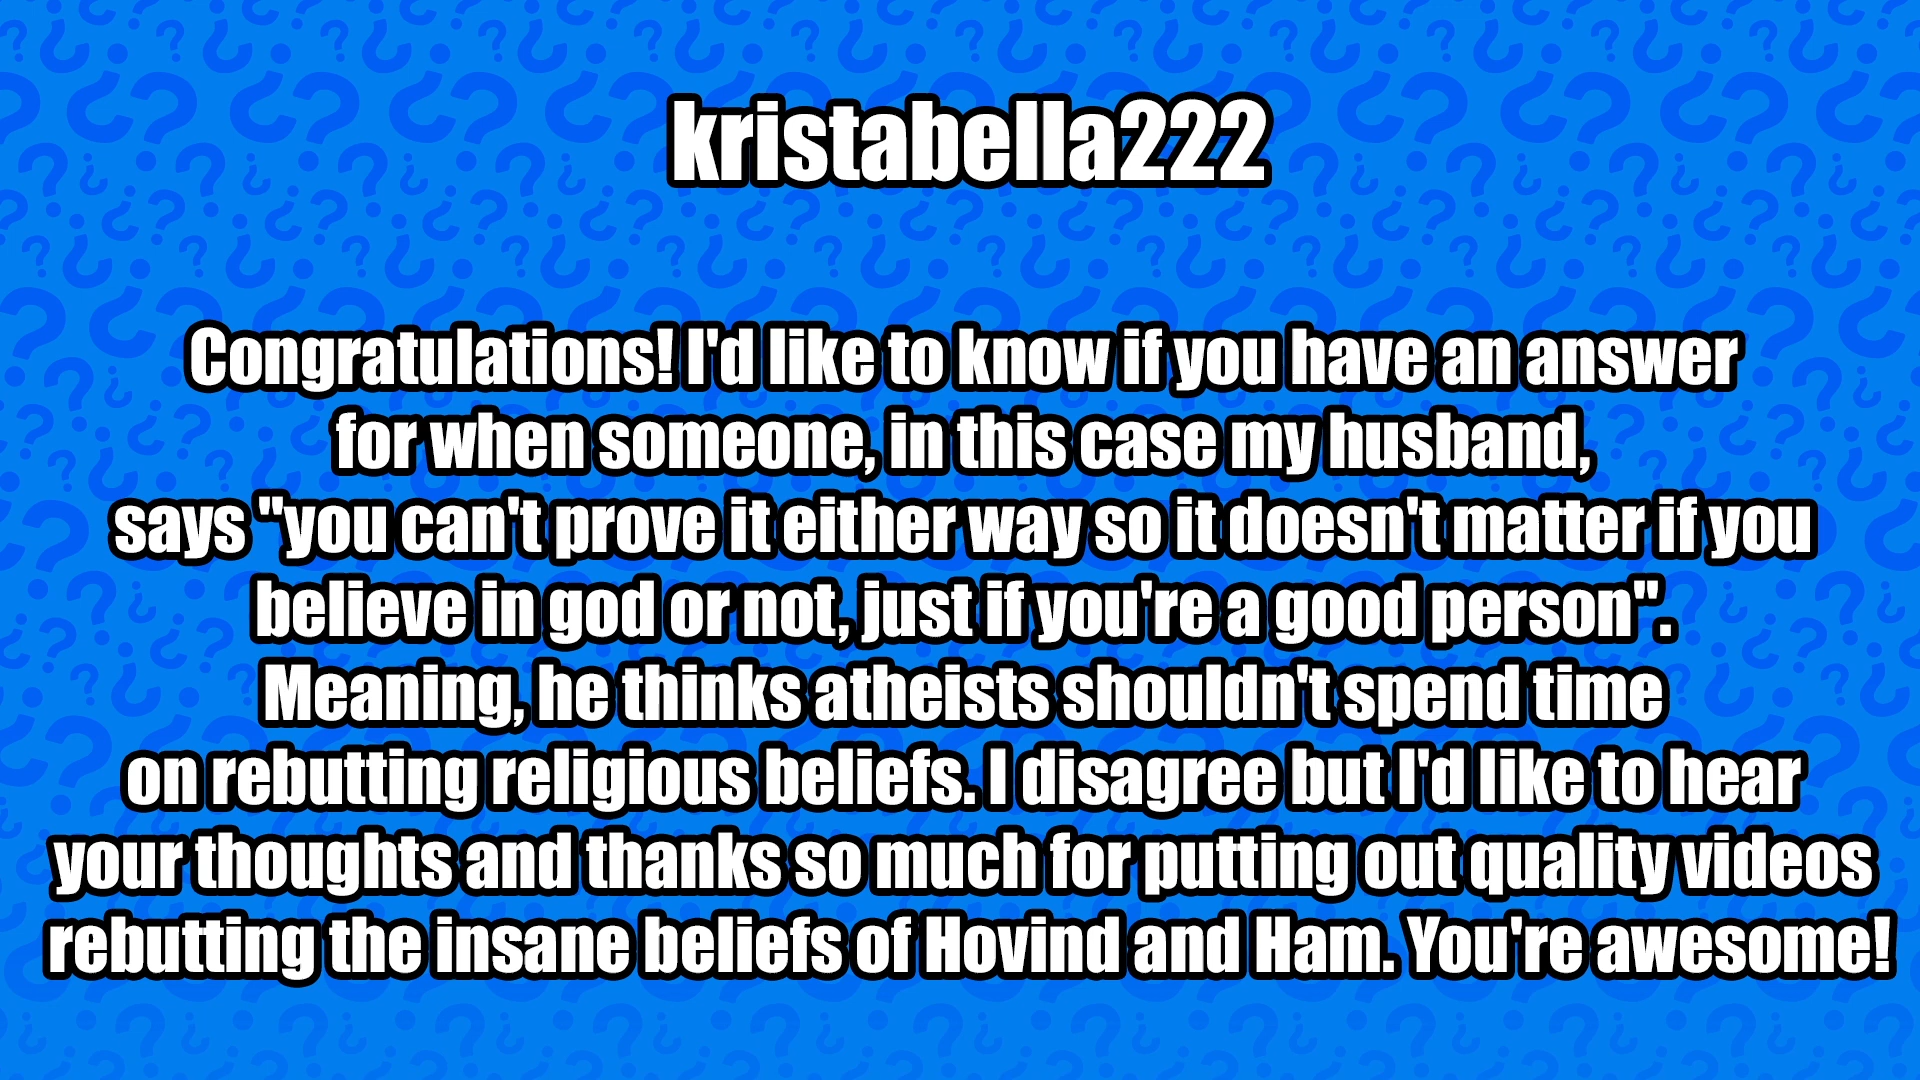 kristabella222
Congratulations! I'd like to know if you have an answer
for when someone, in this case my husband,
says "you can't prove it either way so it doesn't matter if you
believe in god or not, just if you're a good person".
Meaning, he thinks atheists shouldn't spend time
on rebutting religious beliefs. I disagree but I'd like to hear
your thoughts and thanks so much for putting out quality videos
rebutting the insane beliefs of Hovind and Ham. You're awesome!